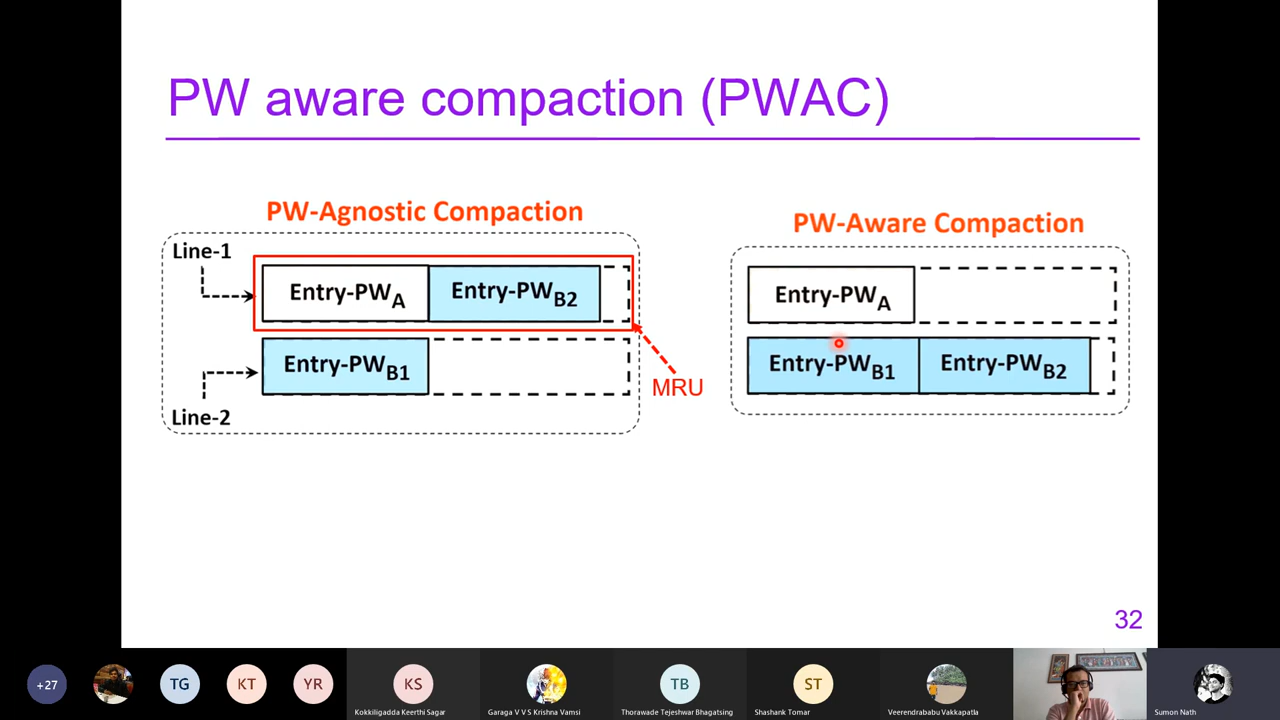 PW aware compaction (PWAC)
PW-Agnostic Compaction
Line-1
Entry-PWA
Entry-PWB2
Entry-PWB1
Line-2
MRU
PW-Aware Compaction
Entry-PWA
Entry-PWB1
Entry-PWB2
32
+27
TG
KT
YR
KS
Kokkiligadda Keerthi Sagar
Garaga V V S Krishna Vamsi
TB
Thorawade Tejeshwar Bhagatsing
ST
Shashank Tomar
Veerendrababu Vakkapatla
Sumon Nath